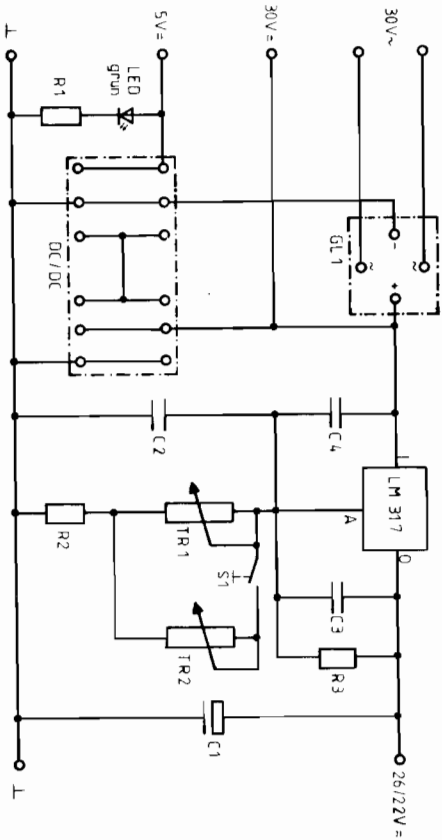 30V~
30V=
5V=
⊥
GL1
~
~
-
+
LED
grun
R1
DC/DC
C4
C2
I
LM 317
O
A
C3
R3
TR1
S1
TR2
R2
C1
26/22V=
⊥